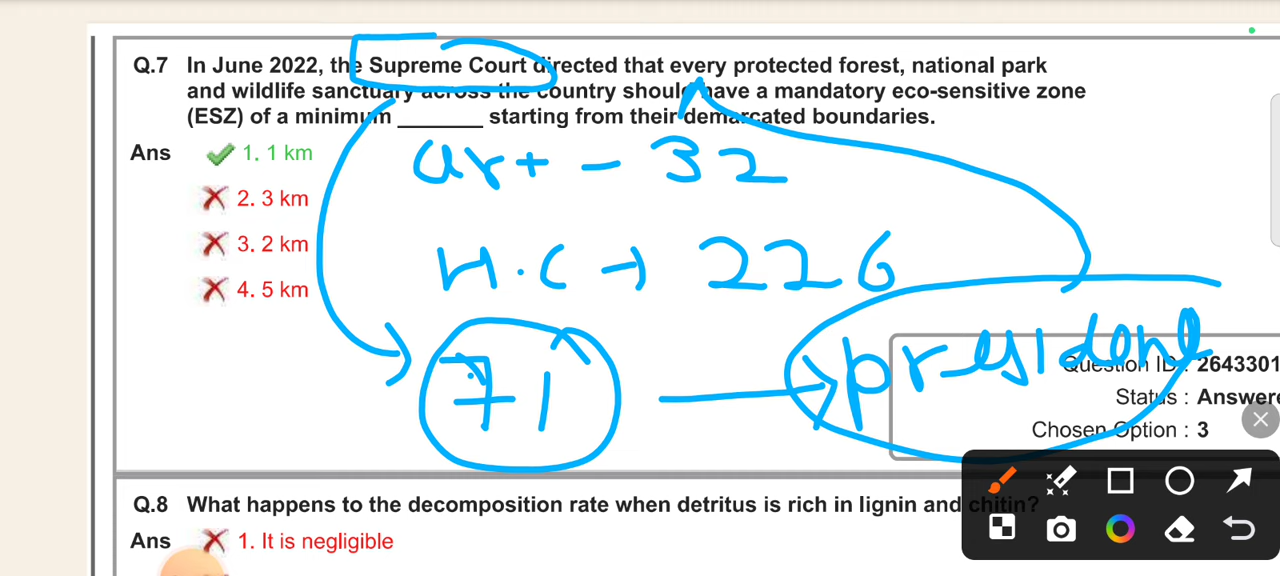 Q.7 In June 2022, the Supreme Court directed that every protected forest, national park
and wildlife sanctuary across the country should have a mandatory eco-sensitive zone
(ESZ) of a minimum _______ starting from their demarcated boundaries.
Ans 1. 1 km
2. 3 km
3. 2 km
4. 5 km
art - 32
H.C → 226
71 → president
Question ID : 2643301
Status : Answere
Chosen Option : 3
Q.8 What happens to the decomposition rate when detritus is rich in lignin and chitin?
Ans 1. It is negligible